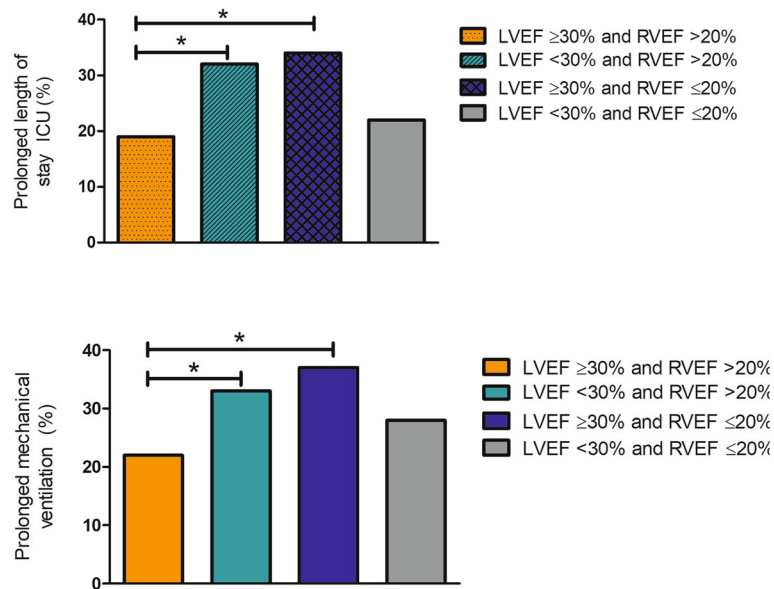 Prolonged length of
stay ICU (%)
40
30
20
10
0
*
*
LVEF ≥30% and RVEF >20%
LVEF <30% and RVEF >20%
LVEF ≥30% and RVEF ≤20%
LVEF <30% and RVEF ≤20%
Prolonged mechanical
ventilation (%)
40
30
20
10
0
*
*
LVEF ≥30% and RVEF >20%
LVEF <30% and RVEF >20%
LVEF ≥30% and RVEF ≤20%
LVEF <30% and RVEF ≤20%